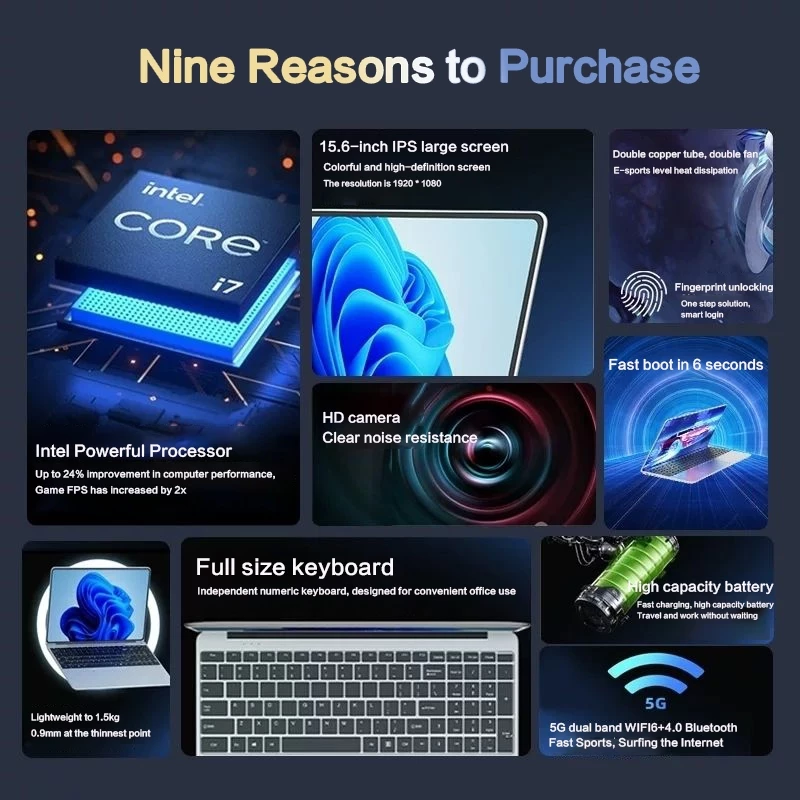 Nine Reasons to Purchase
intel
CORE
i7
Intel Powerful Processor
Up to 24% improvement in computer performance,
Game FPS has increased by 2x
15.6-inch IPS large screen
Colorful and high-definition screen
The resolution is 1920 * 1080
Double copper tube, double fan,
E-sports level heat dissipation
Fingerprint unlocking
One step solution,
smart login
HD camera
Clear noise resistance
Fast boot in 6 seconds
Lightweight to 1.5kg
0.9mm at the thinnest point
Full size keyboard
Independent numeric keyboard, designed for convenient office use
High capacity battery
Fast charging, high capacity battery
Travel and work without waiting
5G
5G dual band WIFI6+4.0 Bluetooth
Fast Sports, Surfing the Internet